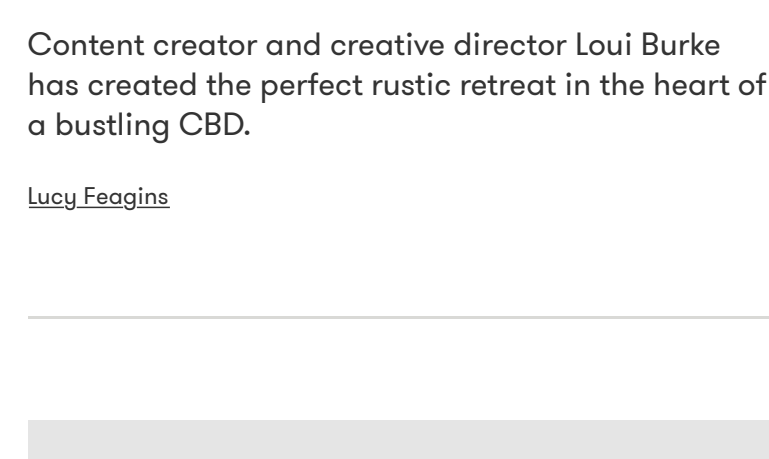 Content creator and creative director Loui Burke
has created the perfect rustic retreat in the heart of
a bustling CBD.
Lucy Feagins